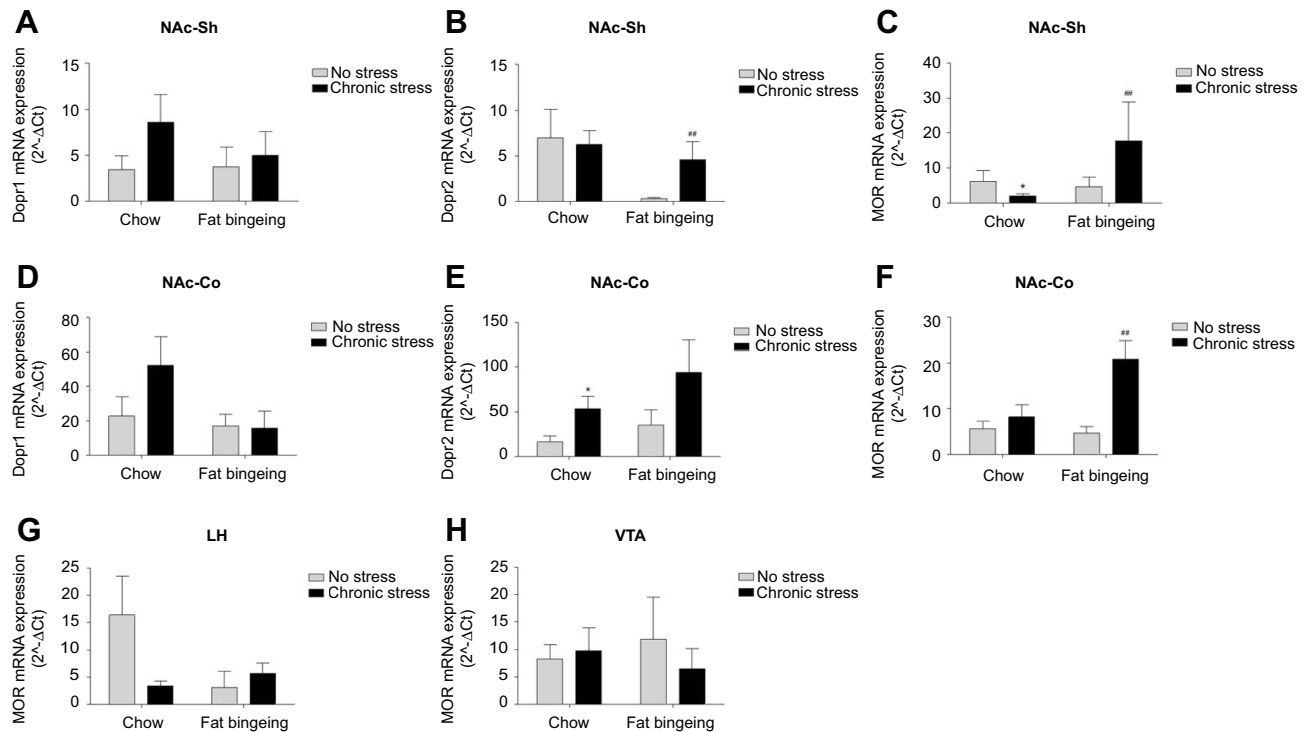 A
NAc-Sh
Dopr1 mRNA expression
(2^-ΔCt)
15
10
5
0
Chow
Fat bingeing
No stress
Chronic stress
B
NAc-Sh
Dopr2 mRNA expression
(2^-ΔCt)
15
10
5
0
##
Chow
Fat bingeing
No stress
Chronic stress
C
NAc-Sh
MOR mRNA expression
(2^-ΔCt)
40
30
20
10
0
*
##
Chow
Fat bingeing
No stress
Chronic stress
D
NAc-Co
Dopr1 mRNA expression
(2^-ΔCt)
80
60
40
20
0
Chow
Fat bingeing
No stress
Chronic stress
E
NAc-Co
Dopr2 mRNA expression
(2^-ΔCt)
150
100
50
0
*
Chow
Fat bingeing
No stress
Chronic stress
F
NAc-Co
MOR mRNA expression
(2^-ΔCt)
30
20
10
0
##
Chow
Fat bingeing
No stress
Chronic stress
G
LH
MOR mRNA expression
(2^-ΔCt)
25
20
15
10
5
0
Chow
Fat bingeing
No stress
Chronic stress
H
VTA
MOR mRNA expression
(2^-ΔCt)
25
20
15
10
5
0
Chow
Fat bingeing
No stress
Chronic stress